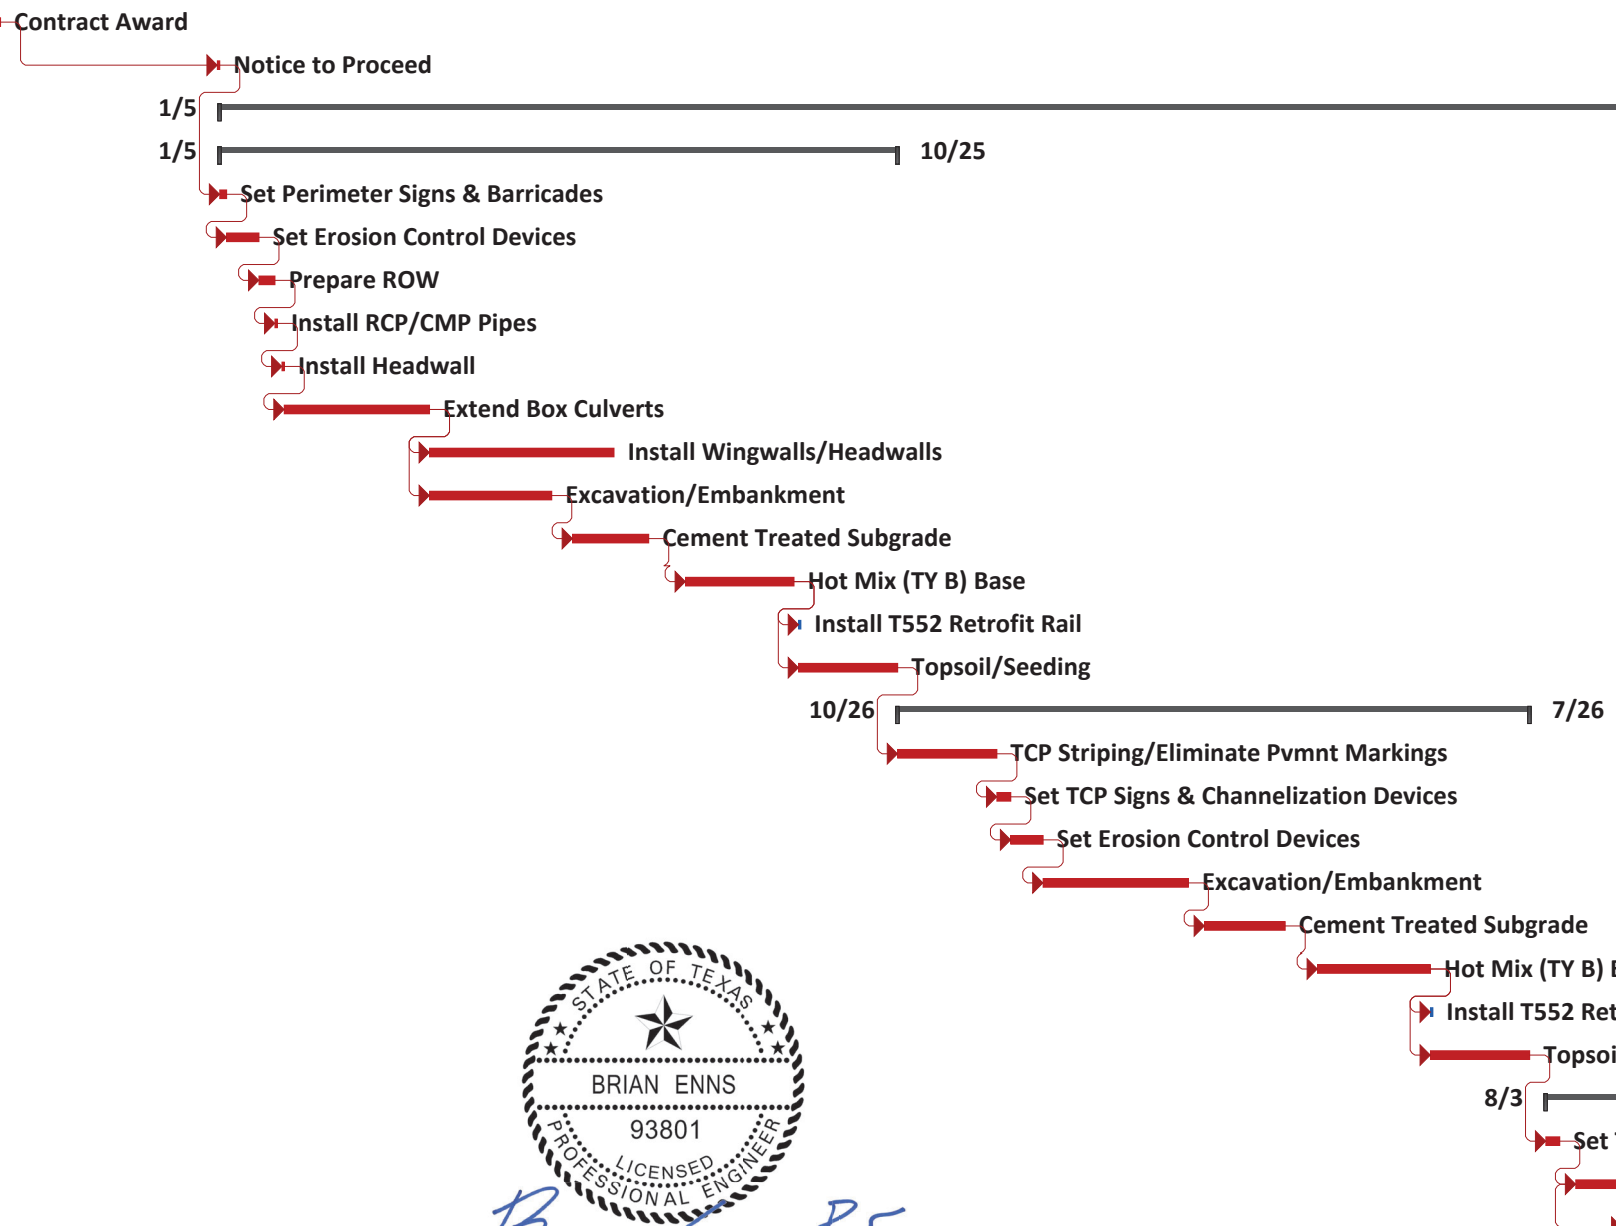 Contract Award
Notice to Proceed
1/5
1/5 10/25
Set Perimeter Signs & Barricades
Set Erosion Control Devices
Prepare ROW
Install RCP/CMP Pipes
Install Headwall
Extend Box Culverts
Install Wingwalls/Headwalls
Excavation/Embankment
Cement Treated Subgrade
Hot Mix (TY B) Base
Install T552 Retrofit Rail
Topsoil/Seeding
10/26 7/26
TCP Striping/Eliminate Pvmnt Markings
Set TCP Signs & Channelization Devices
Set Erosion Control Devices
Excavation/Embankment
Cement Treated Subgrade
Hot Mix (TY B)
Install T552 Ret
Topsoi
8/3
Set
STATE OF TEXAS
BRIAN ENNS
93801
LICENSED
PROFESSIONAL ENGINEER